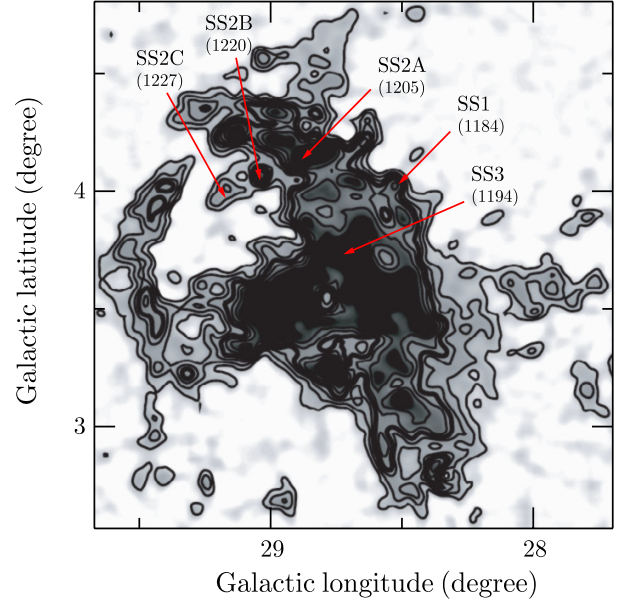 SS2B
(1220)
SS2C
(1227)
SS2A
(1205)
SS1
(1184)
SS3
(1194)
Galactic latitude (degree)
4
3
29
28
Galactic longitude (degree)